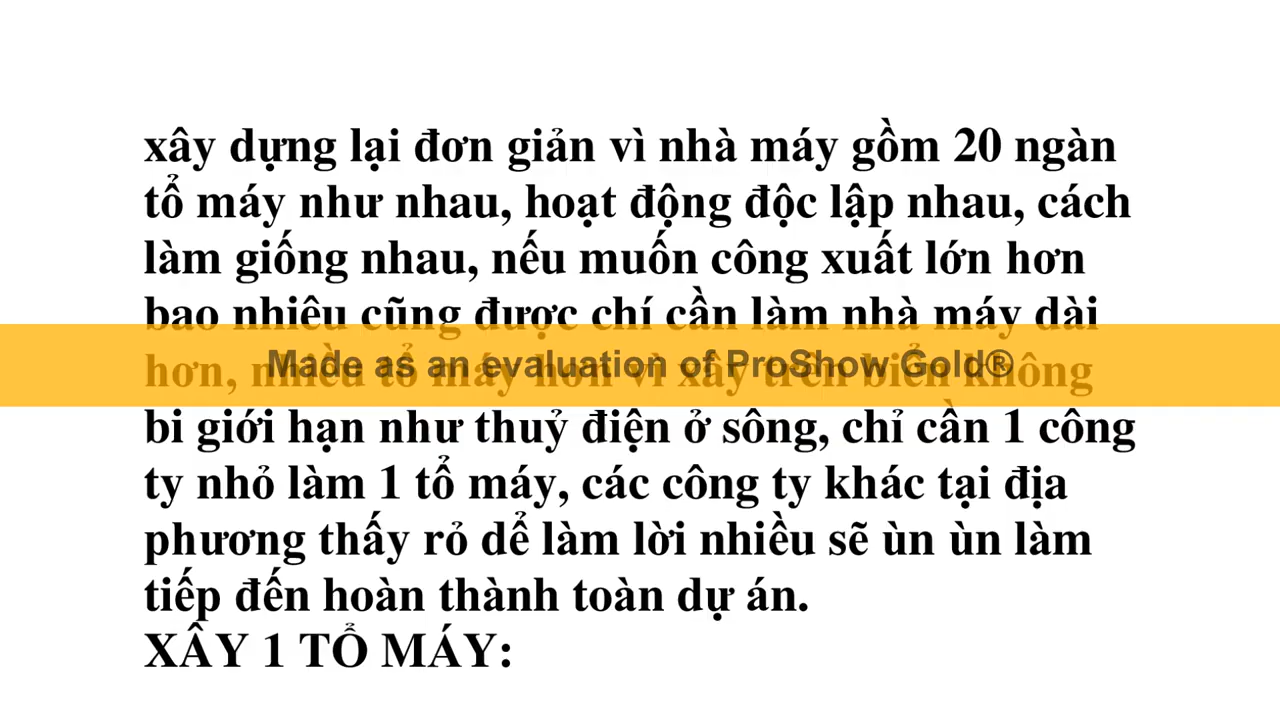 xây dựng lại đơn giản vì nhà máy gồm 20 ngàn
tổ máy như nhau, hoạt động độc lập nhau, cách
làm giống nhau, nếu muốn công xuất lớn hơn
bao nhiêu cũng được chí cần làm nhà máy dài
hơn, nhiều tổ máy hơn vì xây trên biển không
Made as an evaluation of ProShow Gold®
bi giới hạn như thuỷ điện ở sông, chỉ cần 1 công
ty nhỏ làm 1 tổ máy, các công ty khác tại địa
phương thấy rỏ dể làm lời nhiều sẽ ùn ùn làm
tiếp đến hoàn thành toàn dự án.
XÂY 1 TỔ MÁY: